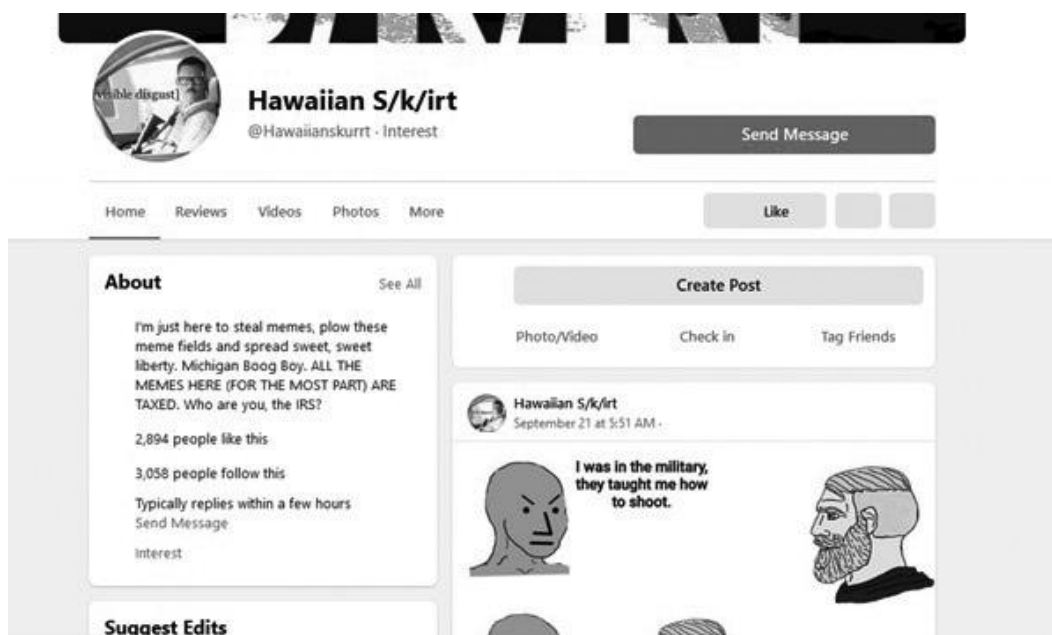 visible disgust]
Hawaiian S/k/irt
@Hawaiianskurrt · Interest
Send Message
Home
Reviews
Videos
Photos
More
Like
About
See All
I'm just here to steal memes, plow these
meme fields and spread sweet, sweet
liberty. Michigan Boog Boy. ALL THE
MEMES HERE (FOR THE MOST PART) ARE
TAXED. Who are you, the IRS?
2,894 people like this
3,058 people follow this
Typically replies within a few hours
Send Message
Interest
Suggest Edits
Create Post
Photo/Video
Check in
Tag Friends
Hawaiian S/k/irt
September 21 at 5:51 AM ·
I was in the military,
they taught me how
to shoot.